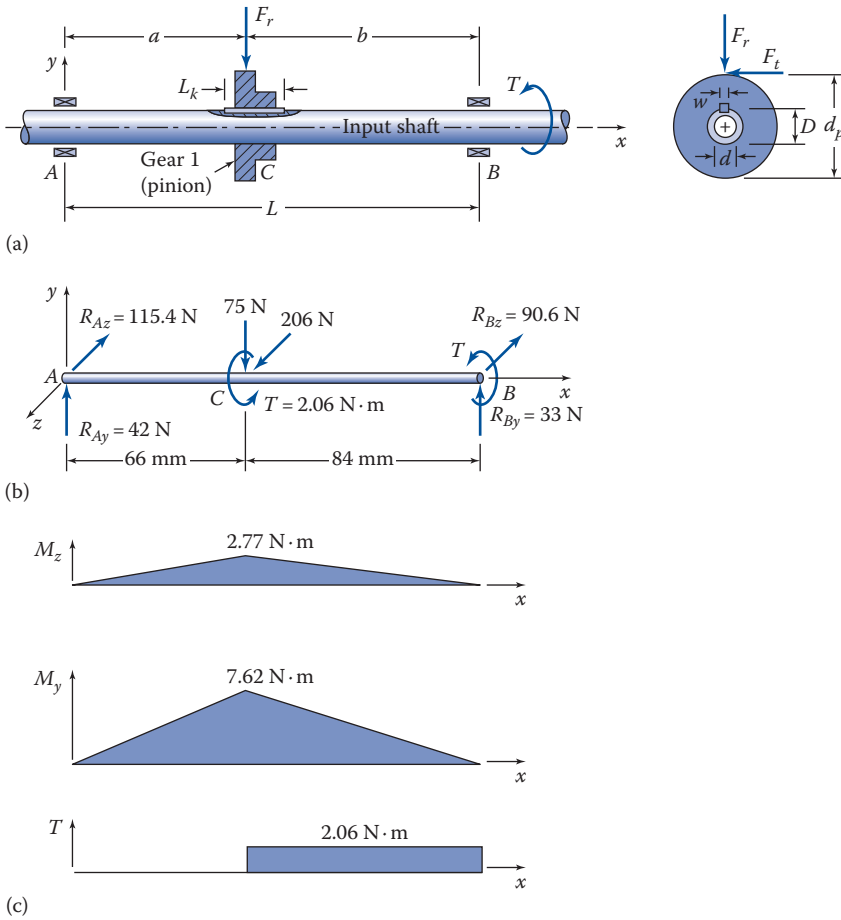 F_r
a
b
y
L_k
T
Input shaft
x
A
Gear 1
(pinion)
C
B
L
F_r
F_t
w
D
d_p
d
(a)
y
R_Az = 115.4 N
75 N
206 N
R_Bz = 90.6 N
T
A
C
T = 2.06 N·m
B
x
z
R_Ay = 42 N
R_By = 33 N
66 mm
84 mm
(b)
M_z
2.77 N·m
x
M_y
7.62 N·m
x
T
2.06 N·m
x
(c)